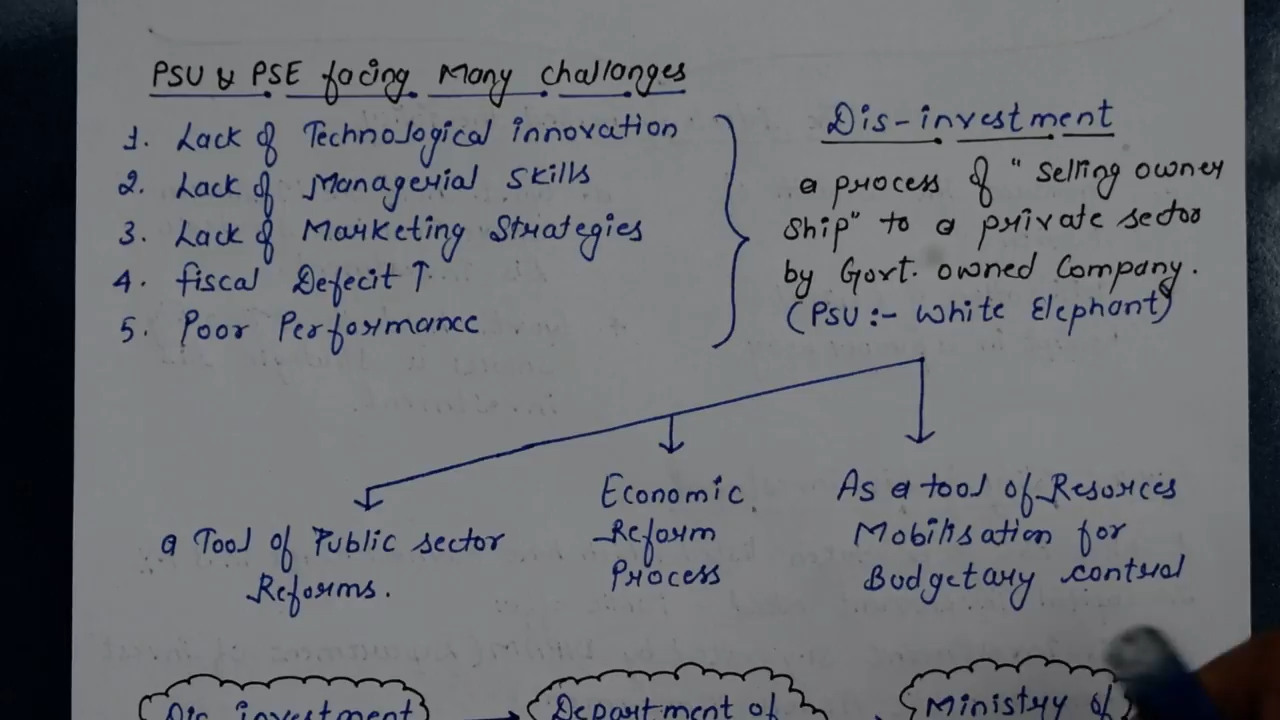 PSU & PSE facing Many challanges
1. Lack of Technological innovation
2. Lack of Managerial Skills
3. Lack of Marketing Strategies
4. fiscal Defecit ↑
5. Poor Performance
Dis-investment
a process of "Selling owner
Ship" to a private sector
by Govt. owned Company.
(PSU :- White Elephant)
a Tool of Public sector
Reforms.
Economic
Reform
Process
As a tool of Resorces
Mobilisation for
Budgetary control
Dis investment
Department of
Ministry of